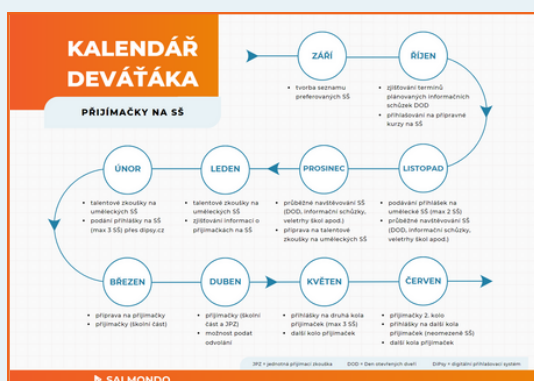 KALENDÁŘ
DEVÁŤÁKA
PŘIJÍMAČKY NA SŠ
ZÁŘÍ
• tvorba seznamu
preferovaných SŠ
ŘÍJEN
• zjišťování termínů
plánovaných informačních
schůzek DOD
• přihlašování na přípravné
kurzy na SŠ
ÚNOR
• talentové zkoušky na
uměleckých SŠ
• podání přihlášky na SŠ
(max 3 SŠ) přes dipsy.cz
LEDEN
• talentové zkoušky na
uměleckých SŠ
• zjišťování informací o
přijímačkách na SŠ
PROSINEC
• průběžné navštěvování SŠ
(DOD, informační schůzky,
veletrhy škol apod.)
• příprava na talentové
zkoušky na uměleckých SŠ
LISTOPAD
• podávání přihlášek na
umělecké SŠ (max 2 SŠ)
• průběžné navštěvování SŠ
(DOD, informační schůzky,
veletrhy škol apod.)
BŘEZEN
• příprava na přijímačky
• přijímačky (školní část)
DUBEN
• přijímačky (školní
část a JPZ)
• možnost podat
odvolání
KVĚTEN
• přihlášky na druhá kola
přijímaček (max 3 SŠ)
• další kolo přijímaček
ČERVEN
• přijímačky 2. kolo
• přihlášky na další kola
přijímaček (neomezeně SŠ)
• další kola přijímaček
JPZ = jednotná přijímací zkouška DOD = Den otevřených dveří DiPsy = digitální přihlašovací systém
SALMONDO